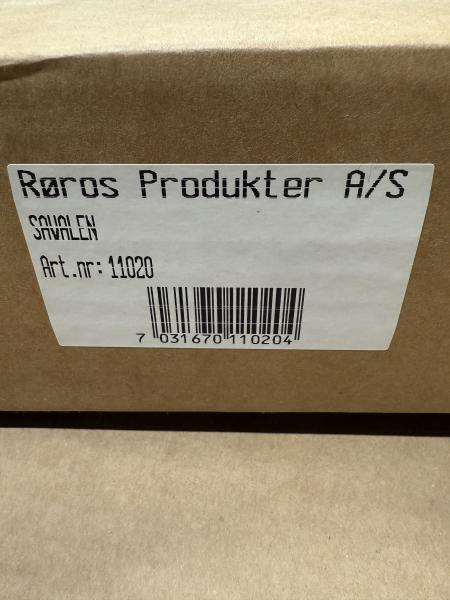 Røros Produkter A/S
SAVALEN
Art.nr: 11020
7 031670 110204